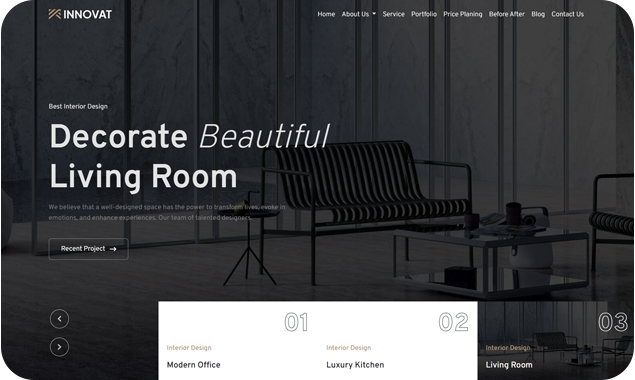 INNOVAT
Home About Us Service Portfolio Price Planing Before After Blog Contact Us
Best Interior Design
Decorate Beautiful
Living Room
We believe that a well-designed space has the power to transform lives, evoke in
emotions, and enhance experiences. Our team of talented designers.
Recent Project
01
Interior Design
Modern Office
02
Interior Design
Luxury Kitchen
03
Interior Design
Living Room